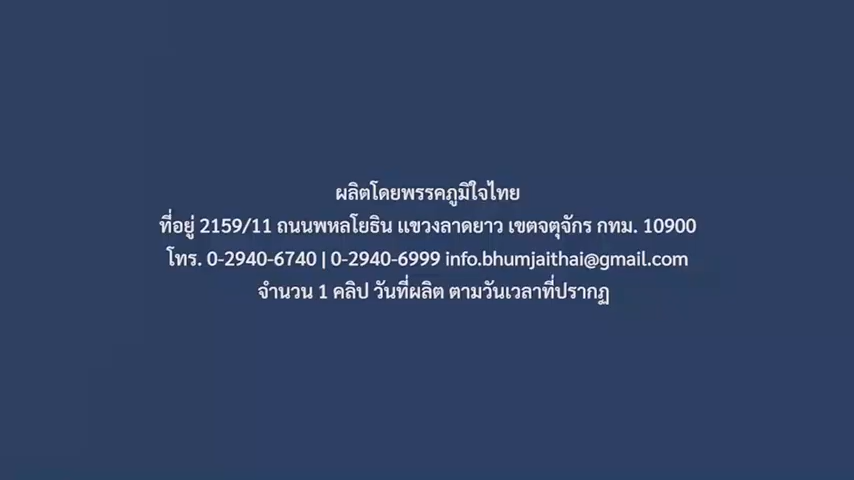 ผลิตโดยพรรคภูมิใจไทย
ที่อยู่ 2159/11 ถนนพหลโยธิน แขวงลาดยาว เขตจตุจักร กทม. 10900
โทร. 0-2940-6740 | 0-2940-6999 info.bhumjaithai@gmail.com
จำนวน 1 คลิป วันที่ผลิต ตามวันเวลาที่ปรากฏ